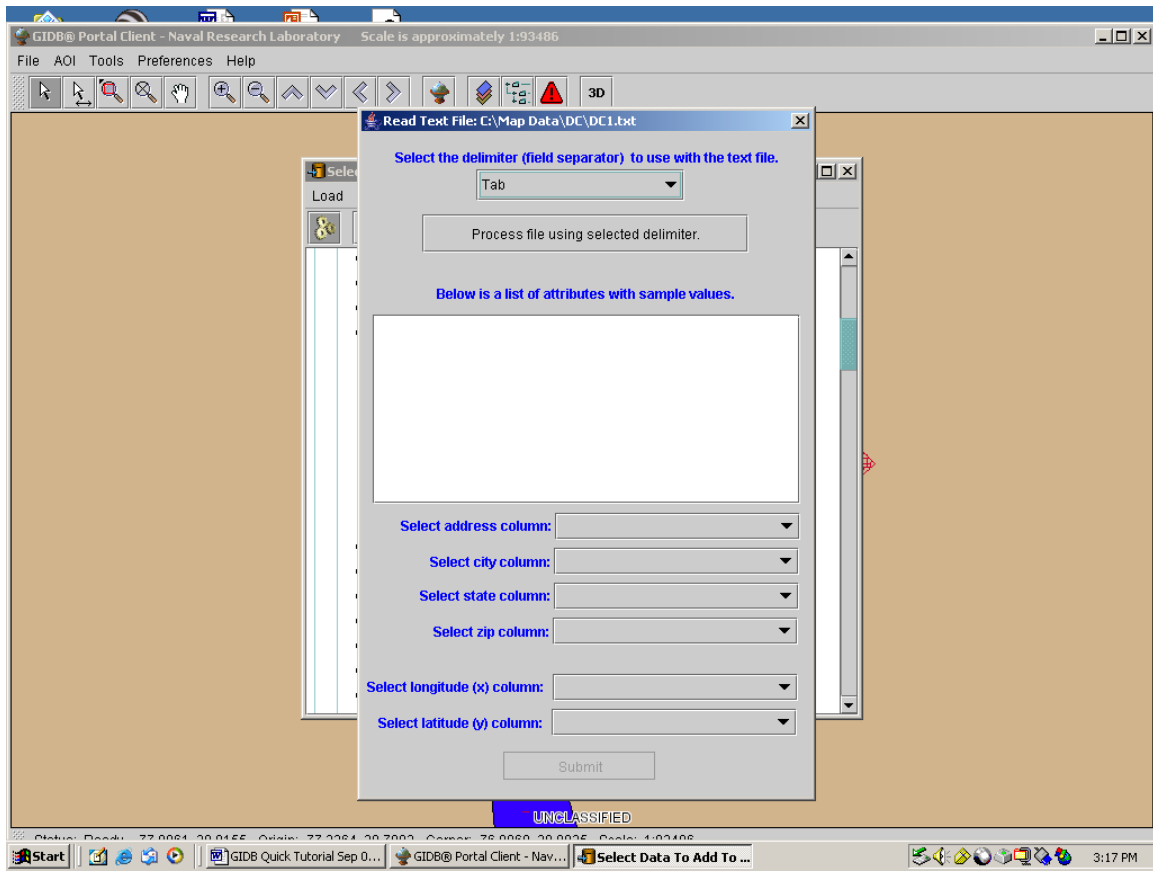 GIDB® Portal Client - Naval Research Laboratory Scale is approximately 1:93486
File AOI Tools Preferences Help
3D
Read Text File: C:\Map Data\DC\DC1.txt
Select the delimiter (field separator) to use with the text file.
Tab
Load
Process file using selected delimiter.
Below is a list of attributes with sample values.
Select address column:
Select city column:
Select state column:
Select zip column:
Select longitude (x) column:
Select latitude (y) column:
Submit
UNCLASSIFIED
Start GIDB Quick Tutorial Sep 0... GIDB® Portal Client - Nav... Select Data To Add To ... 3:17 PM